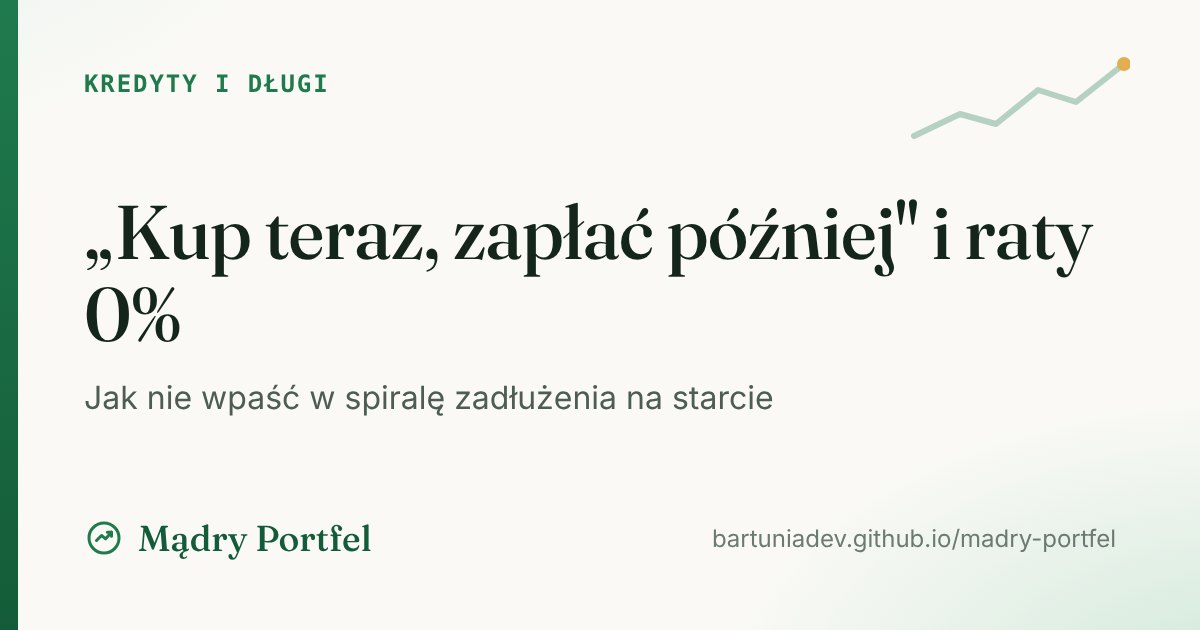 KREDYTY I DŁUGI
„Kup teraz, zapłać później" i raty
0%
Jak nie wpaść w spiralę zadłużenia na starcie
Mądry Portfel
bartuniadev.github.io/madry-portfel